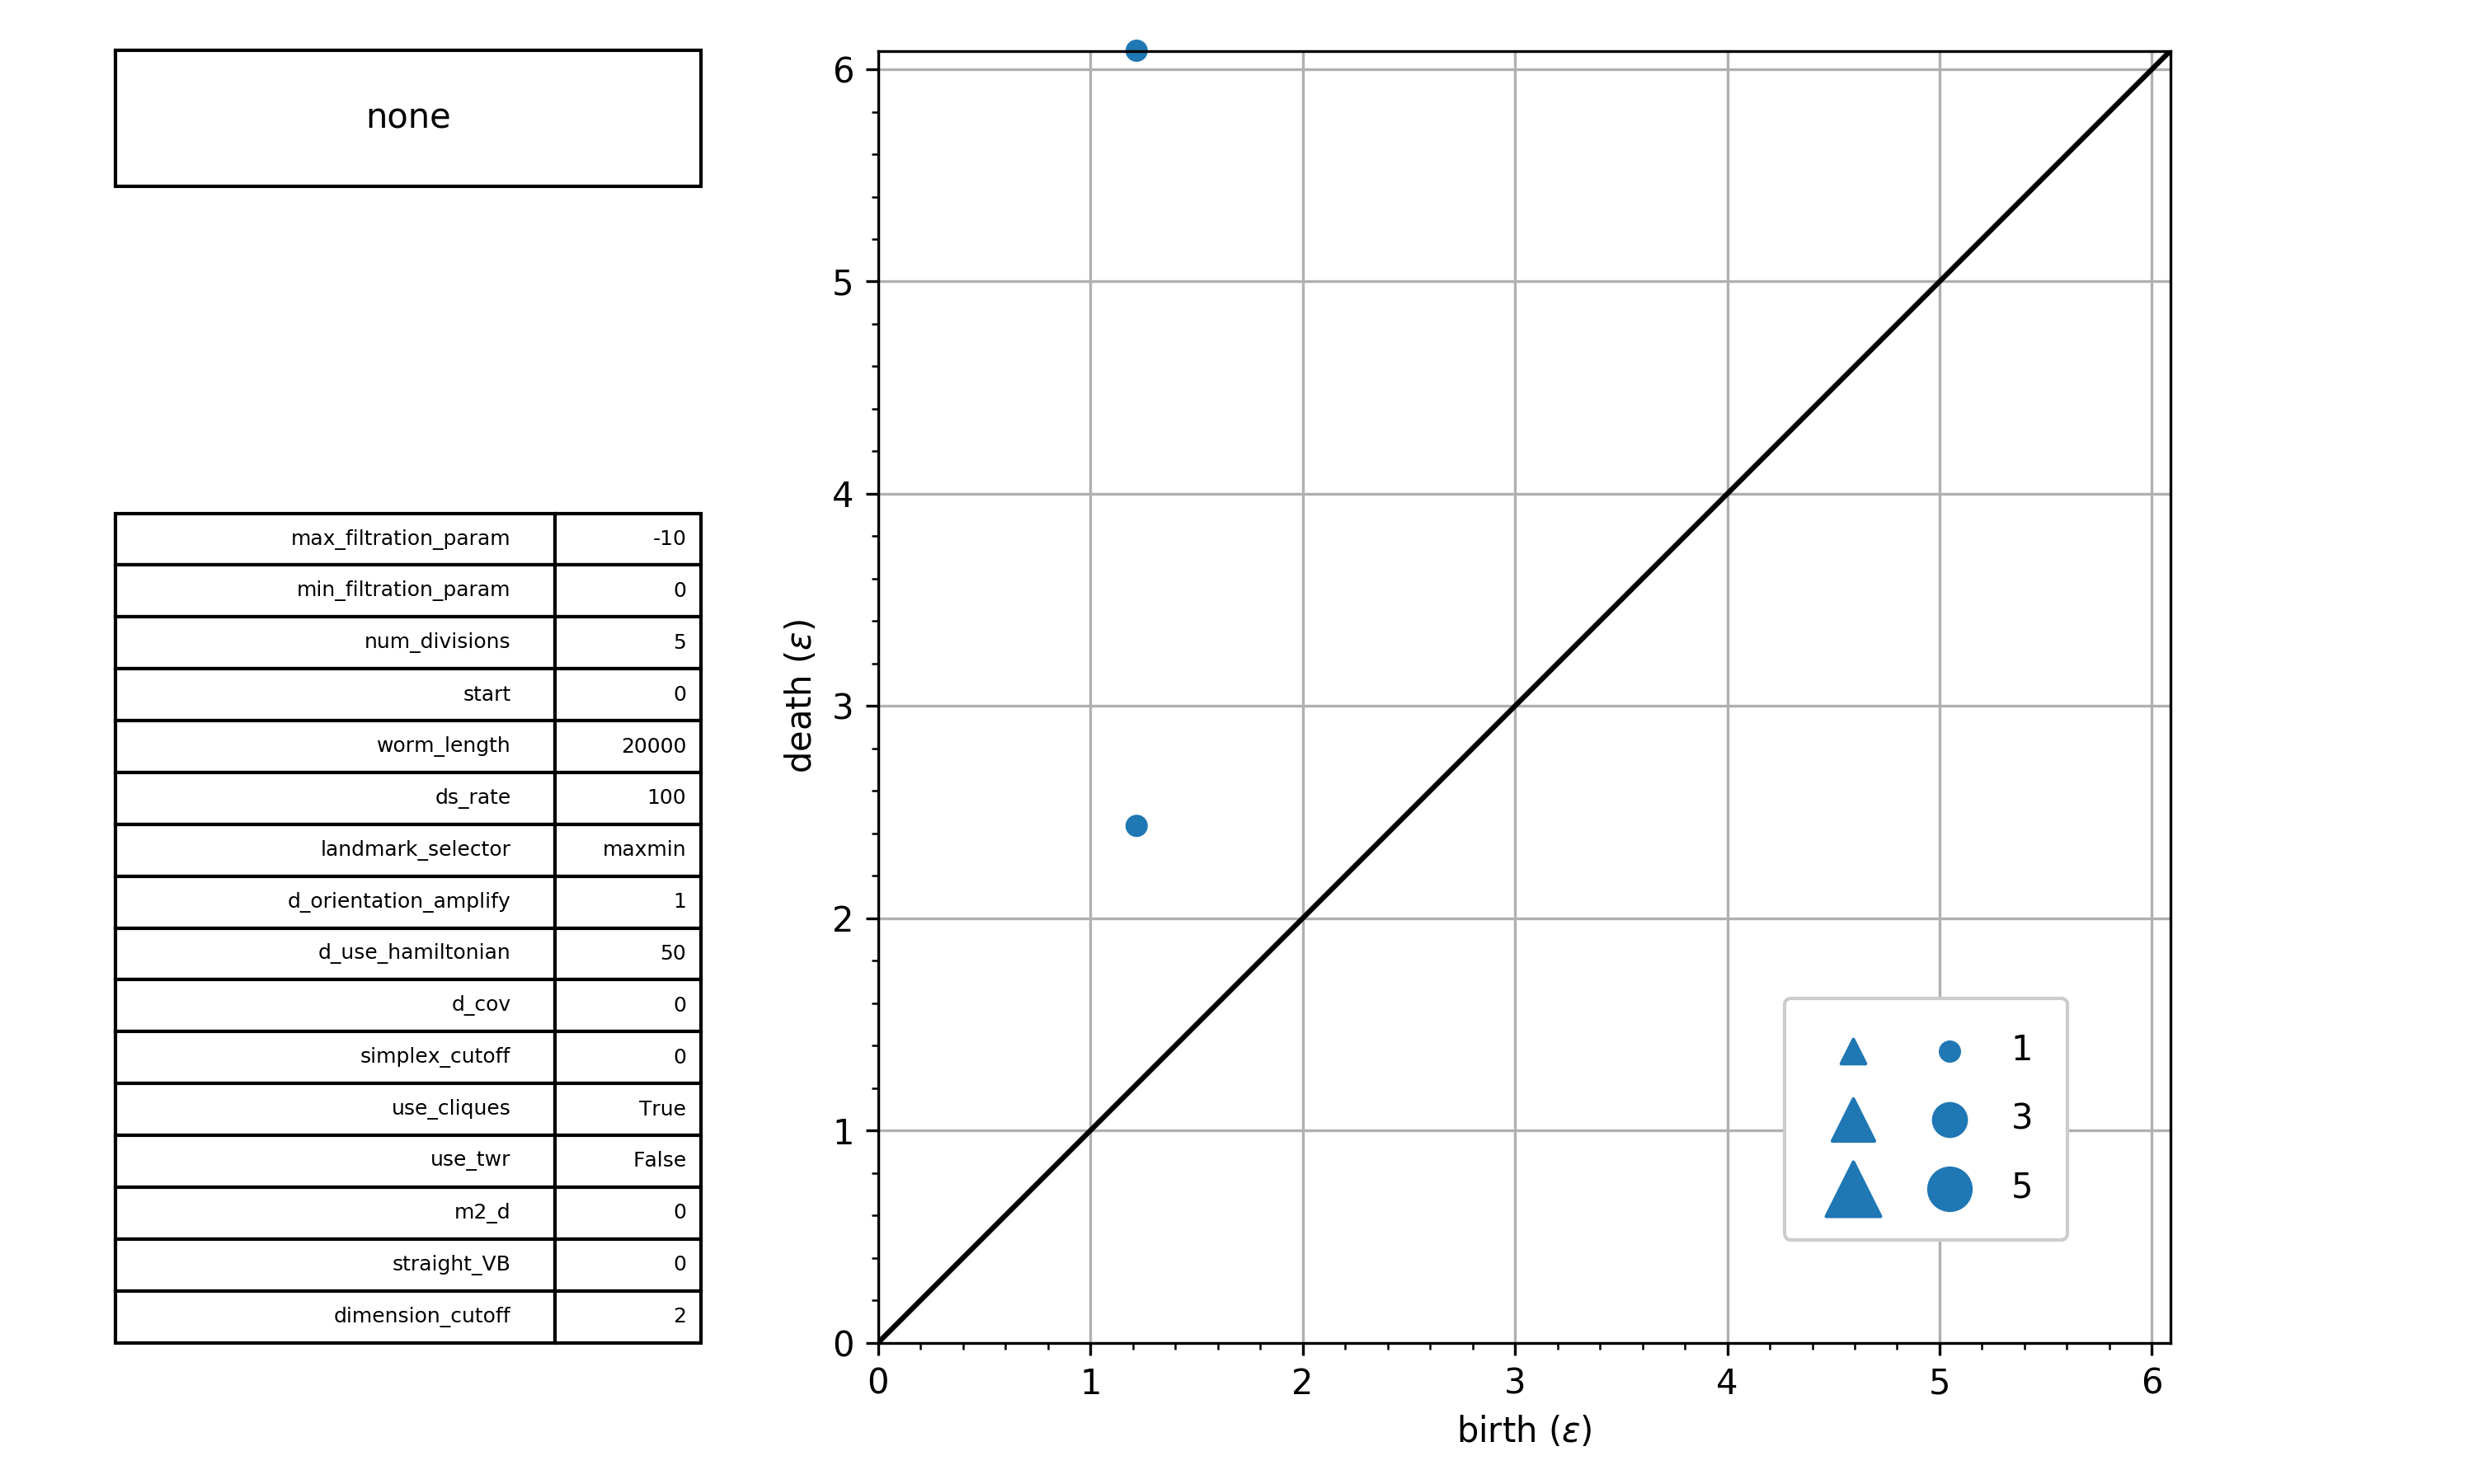 none
max_filtration_param -10
min_filtration_param 0
num_divisions 5
start 0
worm_length 20000
ds_rate 100
landmark_selector maxmin
d_orientation_amplify 1
d_use_hamiltonian 50
d_cov 0
simplex_cutoff 0
use_cliques True
use_twr False
m2_d 0
straight_VB 0
dimension_cutoff 2
death (ε)
6
5
4
3
2
1
0
0 1 2 3 4 5 6
birth (ε)
1
3
5